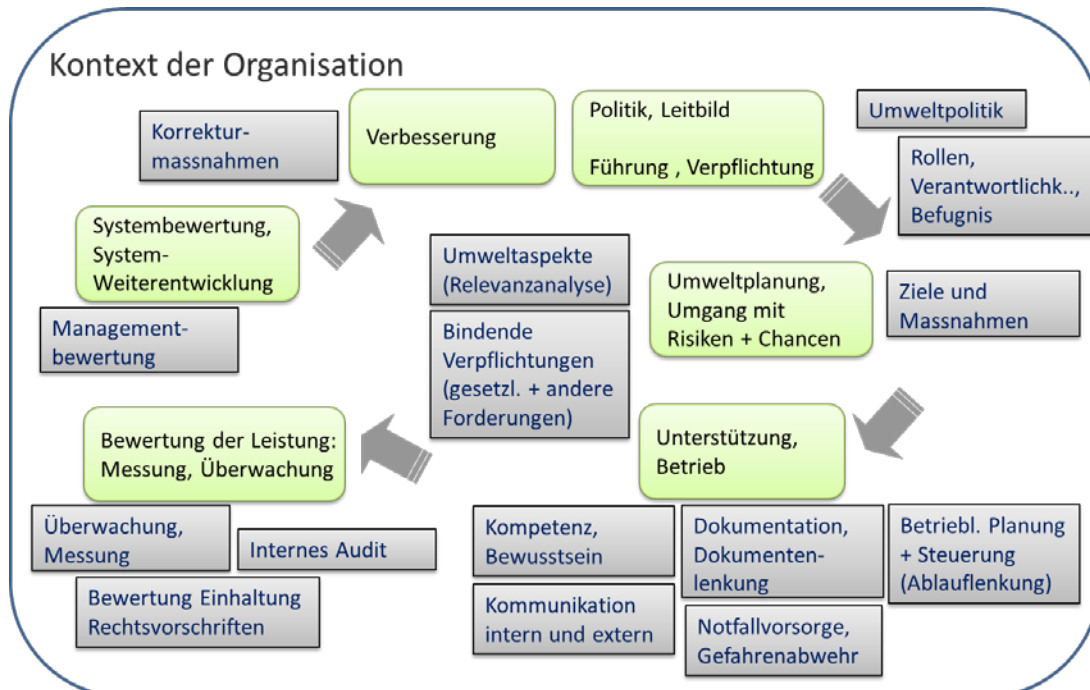 Kontext der Organisation
Korrektur-
massnahmen
Verbesserung
Politik, Leitbild
Führung , Verpflichtung
Umweltpolitik
Rollen,
Verantwortlichk..,
Befugnis
Systembewertung,
System-
Weiterentwicklung
Management-
bewertung
Umweltaspekte
(Relevanzanalyse)
Bindende
Verpflichtungen
(gesetzl. + andere
Forderungen)
Umweltplanung,
Umgang mit
Risiken + Chancen
Ziele und
Massnahmen
Bewertung der Leistung:
Messung, Überwachung
Unterstützung,
Betrieb
Überwachung,
Messung
Internes Audit
Bewertung Einhaltung
Rechtsvorschriften
Kompetenz,
Bewusstsein
Dokumentation,
Dokumenten-
lenkung
Betriebl. Planung
+ Steuerung
(Ablauflenkung)
Kommunikation
intern und extern
Notfallvorsorge,
Gefahrenabwehr